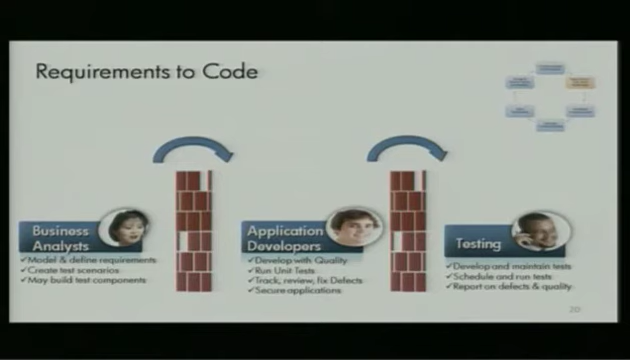 Requirements to Code
Business
Analysts
✓Model & define requirements
✓Create test scenarios
✓May build test components
Application
Developers
✓Develop with Quality
✓Run Unit Tests
✓Track, review, fix Defects
✓Secure applications
Testing
✓Develop and maintain tests
✓Schedule and run tests
✓Report on defects & quality
20